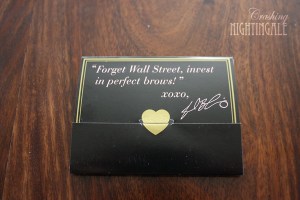 Crashing
NIGHTINGALE
“Forget Wall Street, invest
in perfect brows!”
xoxo,